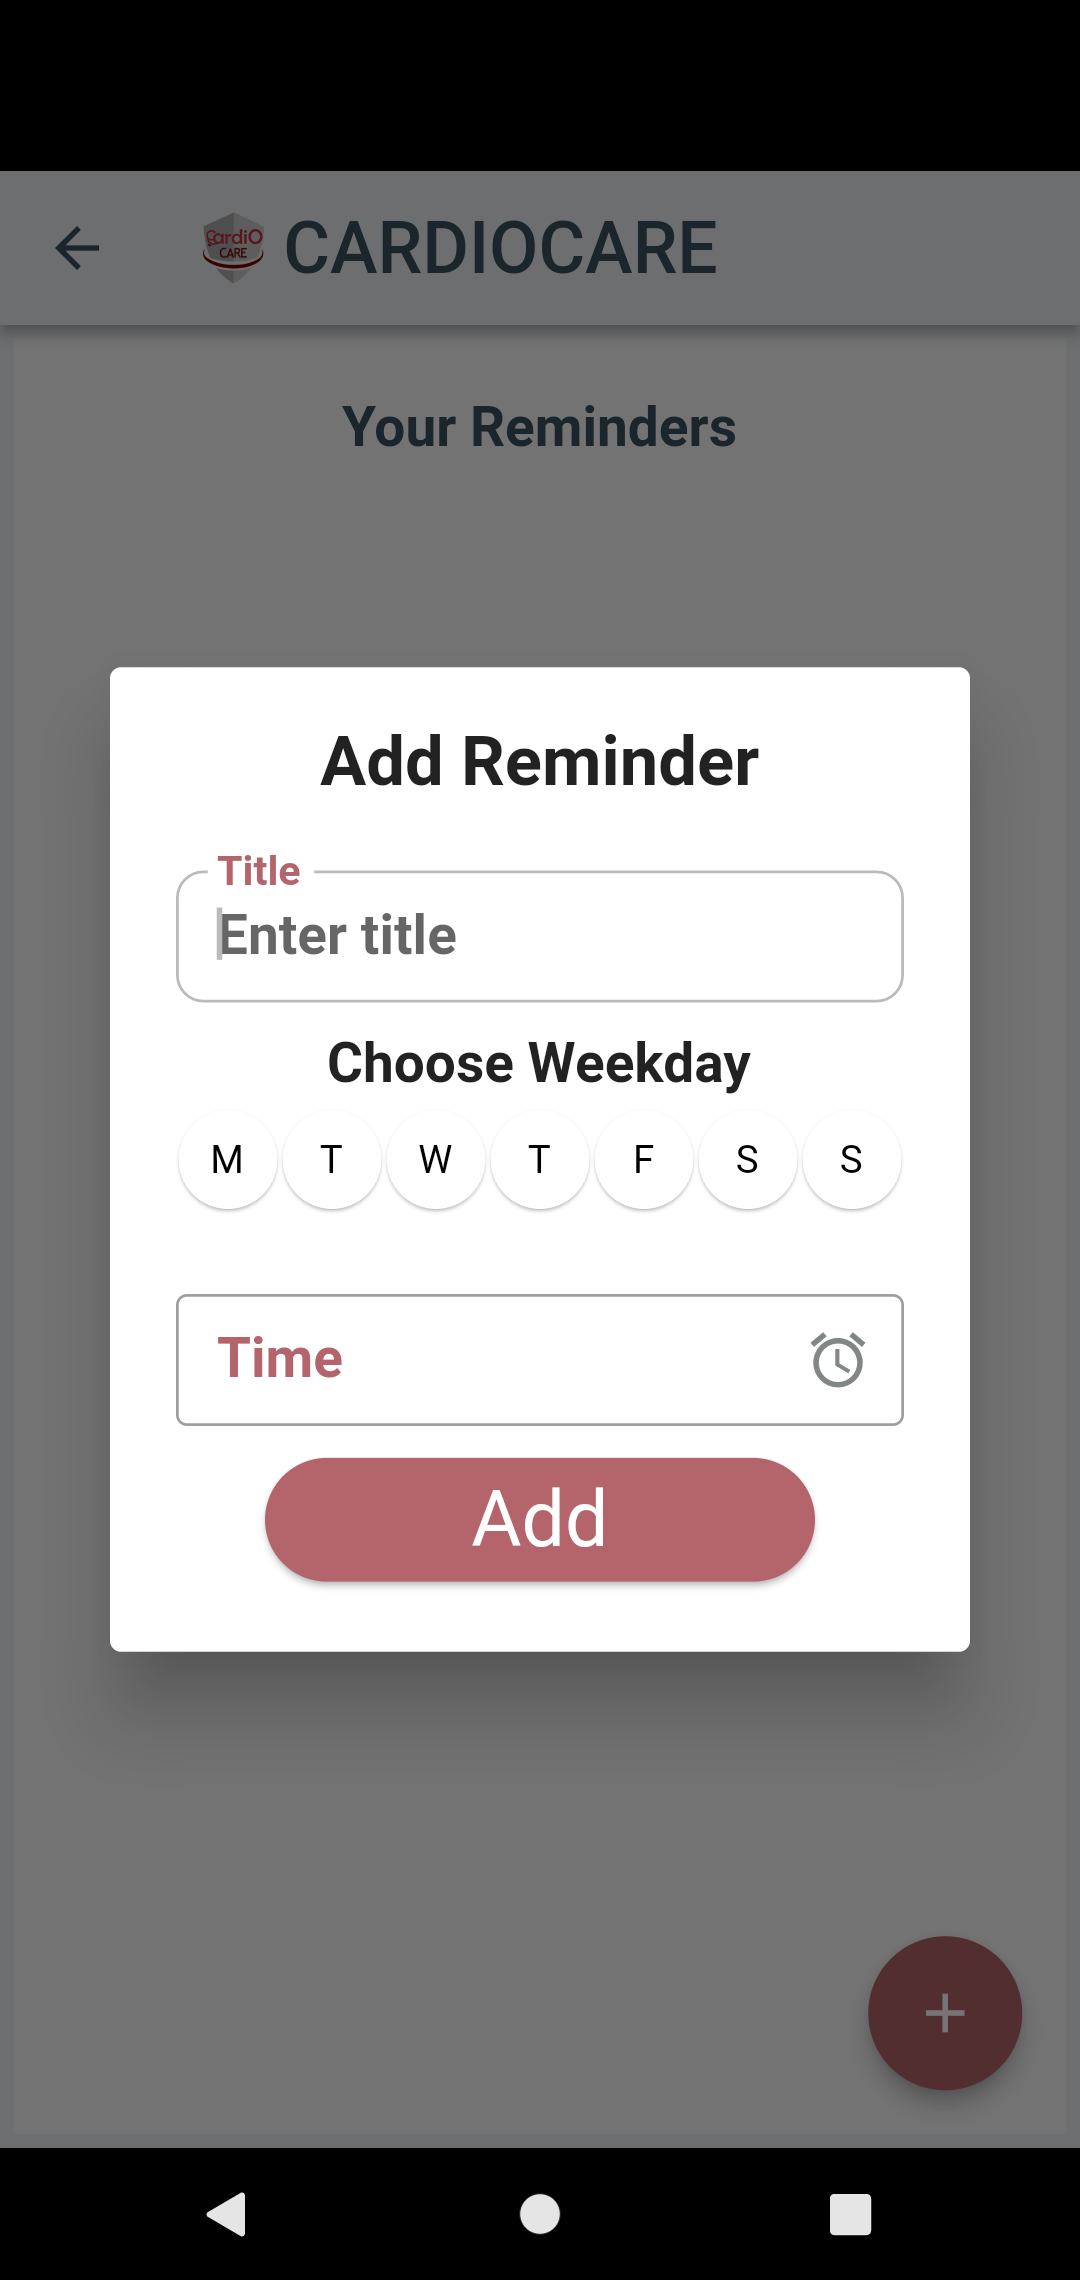 CardiO
CARE
CARDIOCARE
Your Reminders
Add Reminder
Title
Enter title
Choose Weekday
M T W T F S S
Time
Add